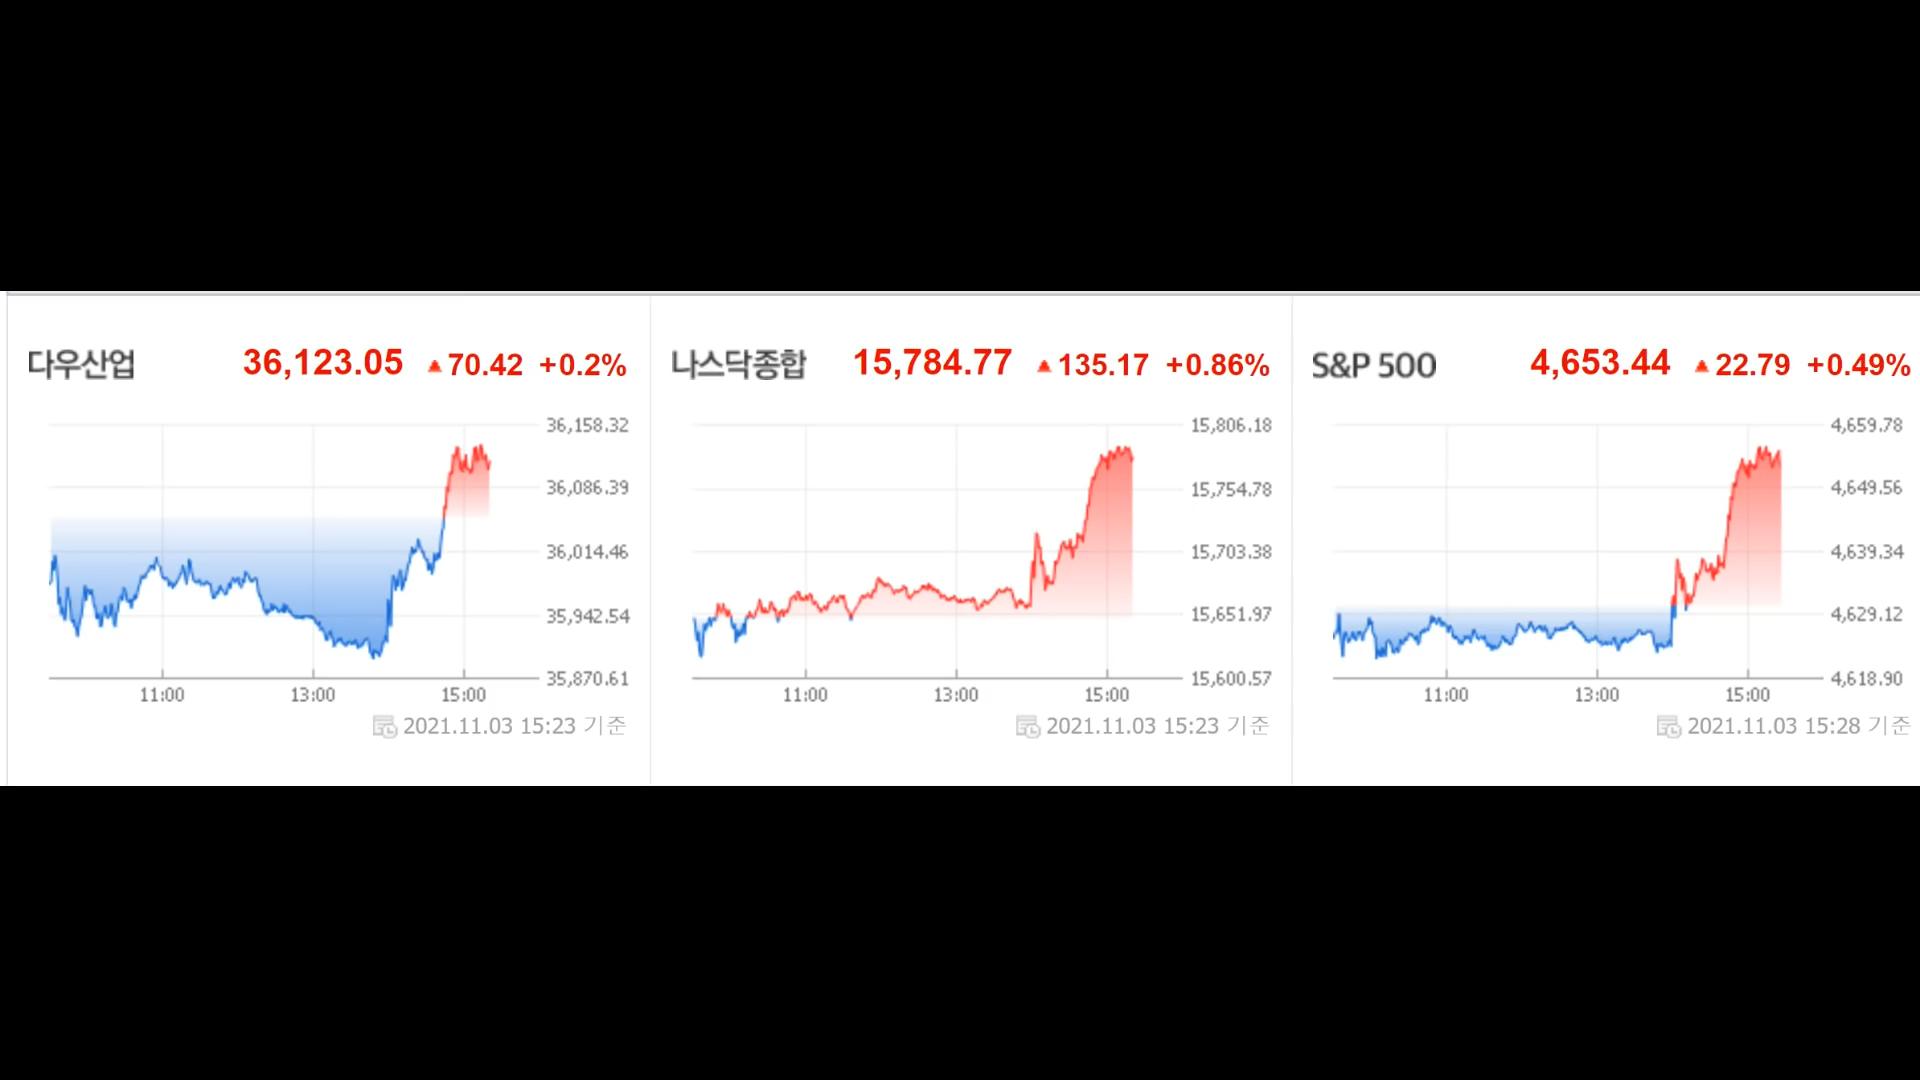 다우산업 36,123.05 ▲70.42 +0.2%
36,158.32
36,086.39
36,014.46
35,942.54
35,870.61
11:00 13:00 15:00
2021.11.03 15:23 기준
나스닥종합 15,784.77 ▲135.17 +0.86%
15,806.18
15,754.78
15,703.38
15,651.97
15,600.57
11:00 13:00 15:00
2021.11.03 15:23 기준
S&P 500 4,653.44 ▲22.79 +0.49%
4,659.78
4,649.56
4,639.34
4,629.12
4,618.90
11:00 13:00 15:00
2021.11.03 15:28 기준